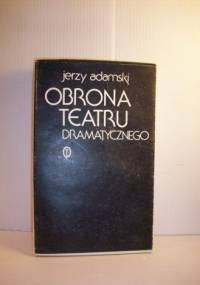 jerzy adamski
OBRONA
TEATRU
DRAMATYCZNEGO